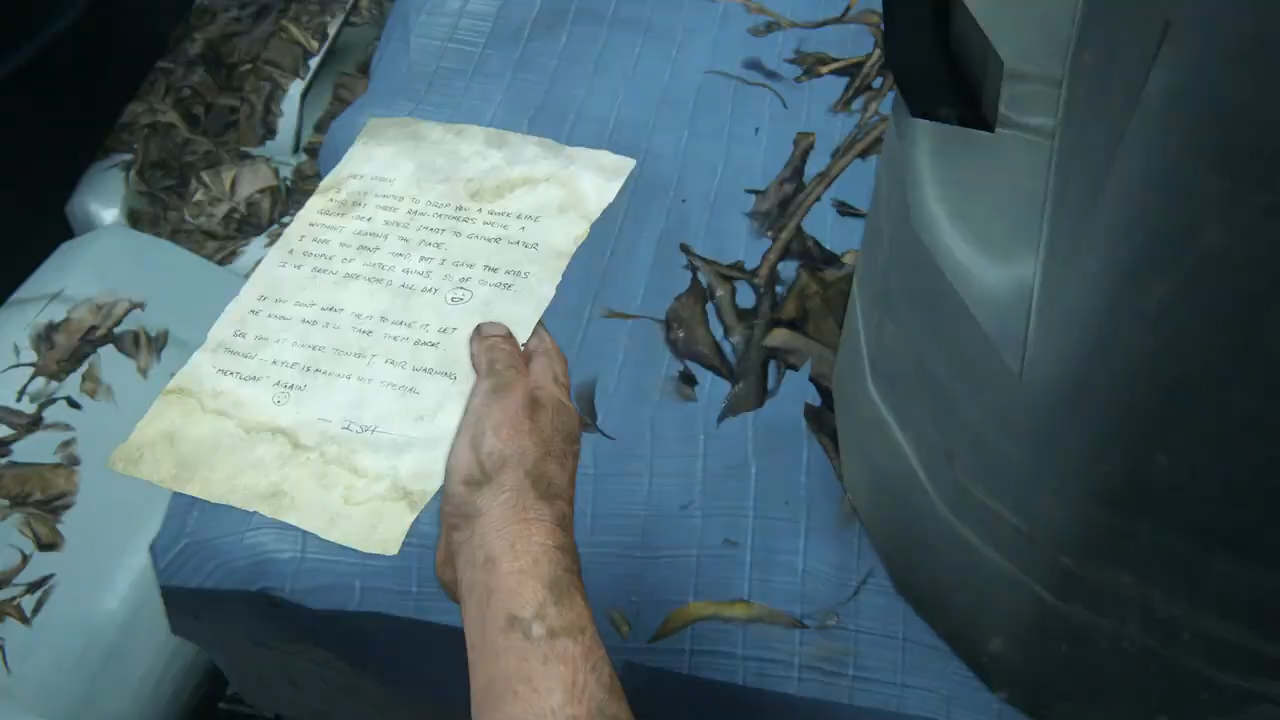 HEY SUSAN,
I JUST WANTED TO DROP YOU A QUICK LINE
AND SAY THESE RAIN-CATCHERS WERE A
GREAT IDEA. SUPER SMART TO GATHER WATER
WITHOUT LEAVING THE PLACE.
I HOPE YOU DON'T MIND, BUT I GAVE THE KIDS
A COUPLE OF WATER GUNS, SO OF COURSE...
I'VE BEEN DRENCHED ALL DAY
IF YOU DON'T WANT THEM TO HAVE IT, LET
ME KNOW AND I'LL TAKE THEM BACK.
SEE YOU AT DINNER TONIGHT. FAIR WARNING
THOUGH — KYLE IS MAKING HIS SPECIAL
"MEATLOAF" AGAIN
— ISH